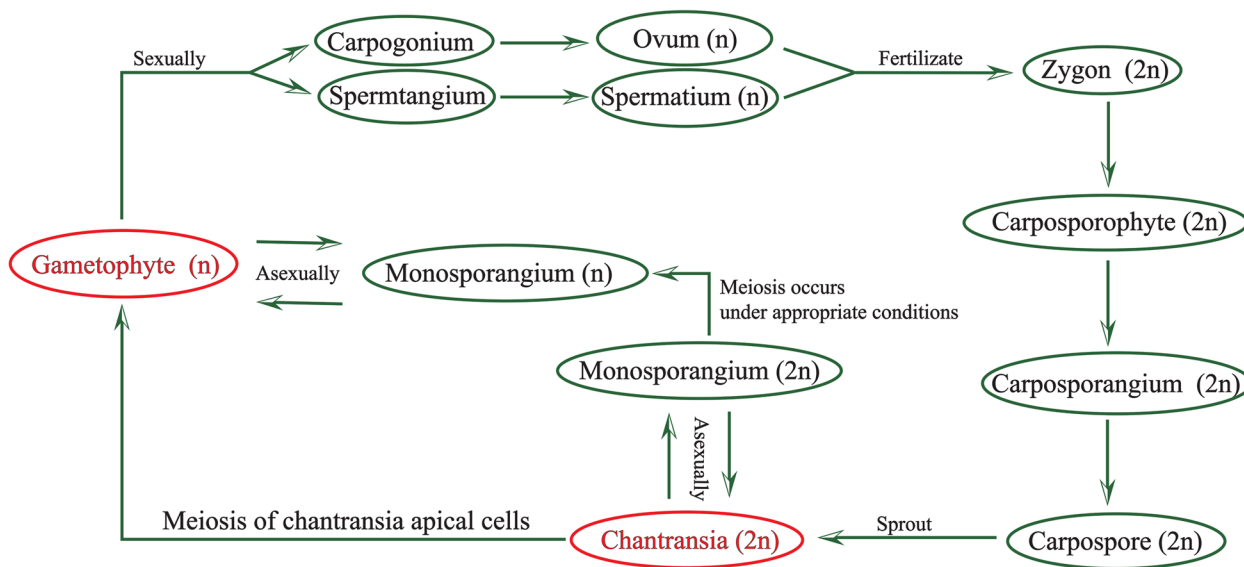 Carpogonium
Ovum (n)
Sexually
Fertilizate
Zygon (2n)
Spermtangium
Spermatium (n)
Carposporophyte (2n)
Gametophyte (n)
Asexually
Monosporangium (n)
Meiosis occurs
under appropriate conditions
Monosporangium (2n)
Carposporangium (2n)
Asexually
Meiosis of chantransia apical cells
Chantransia (2n)
Sprout
Carpospore (2n)